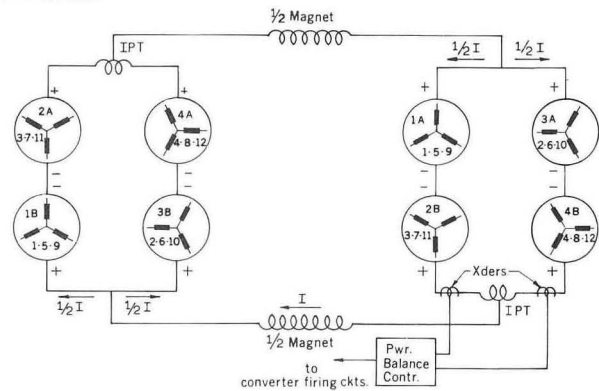 ½ Magnet
IPT
½ I
½ I
+
+
+
+
2A
3·7·11
4A
4·8·12
1A
1·5·9
3A
2·6·10
−
−
−
−
−
−
−
−
1B
1·5·9
3B
2·6·10
2B
3·7·11
4B
4·8·12
+
+
+
+
Xders
½ I
½ I
I
IPT
½ Magnet
Pwr.
Balance
Contr.
to
converter firing ckts.